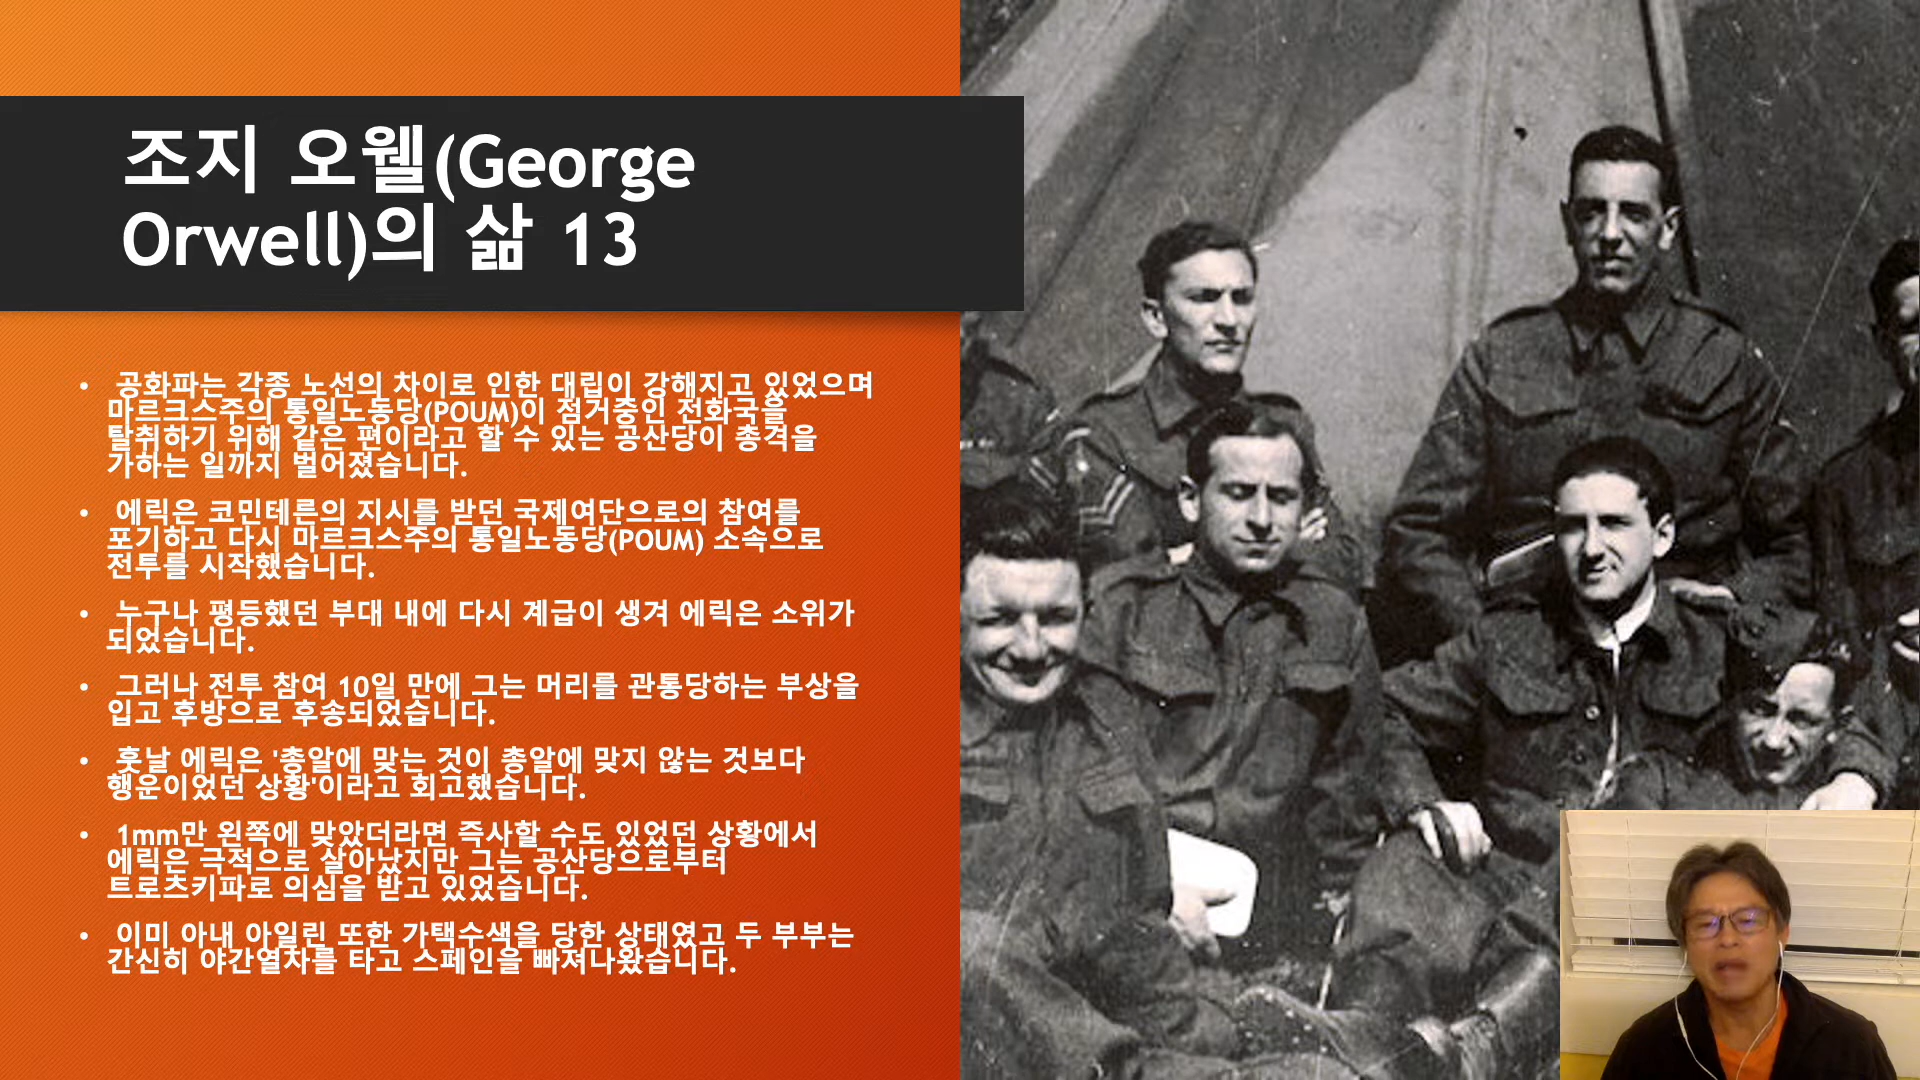 조지 오웰(George
Orwell)의 삶 13
• 공화파는 각종 노선의 차이로 인한 대립이 강해지고 있었으며
마르크스주의 통일노동당(POUM)이 점거중인 전화국을
탈취하기 위해 같은 편이라고 할 수 있는 공산당이 총격을
가하는 일까지 벌어졌습니다.
• 에릭은 코민테른의 지시를 받던 국제여단으로의 참여를
포기하고 다시 마르크스주의 통일노동당(POUM) 소속으로
전투를 시작했습니다.
• 누구나 평등했던 부대 내에 다시 계급이 생겨 에릭은 소위가
되었습니다.
• 그러나 전투 참여 10일 만에 그는 머리를 관통당하는 부상을
입고 후방으로 후송되었습니다.
• 훗날 에릭은 '총알에 맞는 것이 총알에 맞지 않는 것보다
행운이었던 상황'이라고 회고했습니다.
• 1mm만 왼쪽에 맞았더라면 즉사할 수도 있었던 상황에서
에릭은 극적으로 살아났지만 그는 공산당으로부터
트로츠키파로 의심을 받고 있었습니다.
• 이미 아내 아일린 또한 가택수색을 당한 상태였고 두 부부는
간신히 야간열차를 타고 스페인을 빠져나왔습니다.